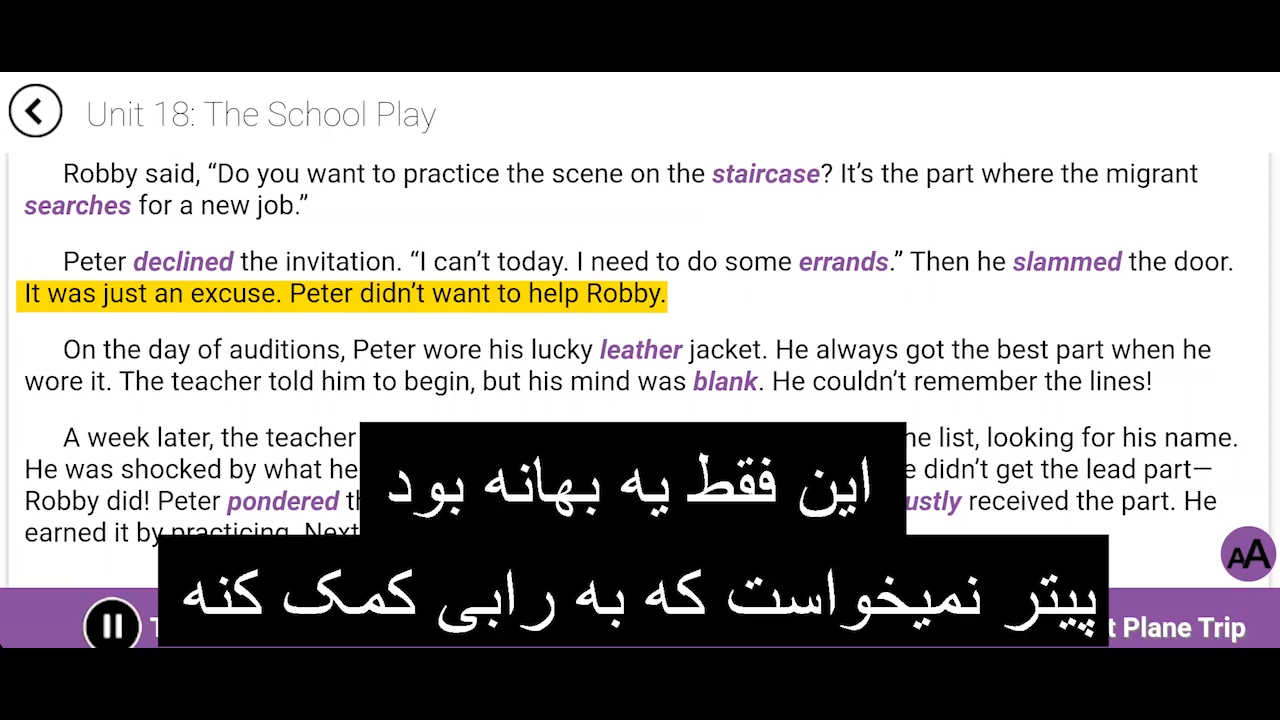 Unit 18: The School Play
Robby said, “Do you want to practice the scene on the staircase? It’s the part where the migrant
searches for a new job.”
Peter declined the invitation. “I can’t today. I need to do some errands.” Then he slammed the door.
It was just an excuse. Peter didn’t want to help Robby.
On the day of auditions, Peter wore his lucky leather jacket. He always got the best part when he
wore it. The teacher told him to begin, but his mind was blank. He couldn’t remember the lines!
A week later, the teacher he list, looking for his name.
He was shocked by what he e didn’t get the lead part—
Robby did! Peter pondered ustly received the part. He
earned it by practicing. Next
این فقط یه بهانه بود
پیتر نمیخواست که به رابی کمک کنه
AA
t Plane Trip